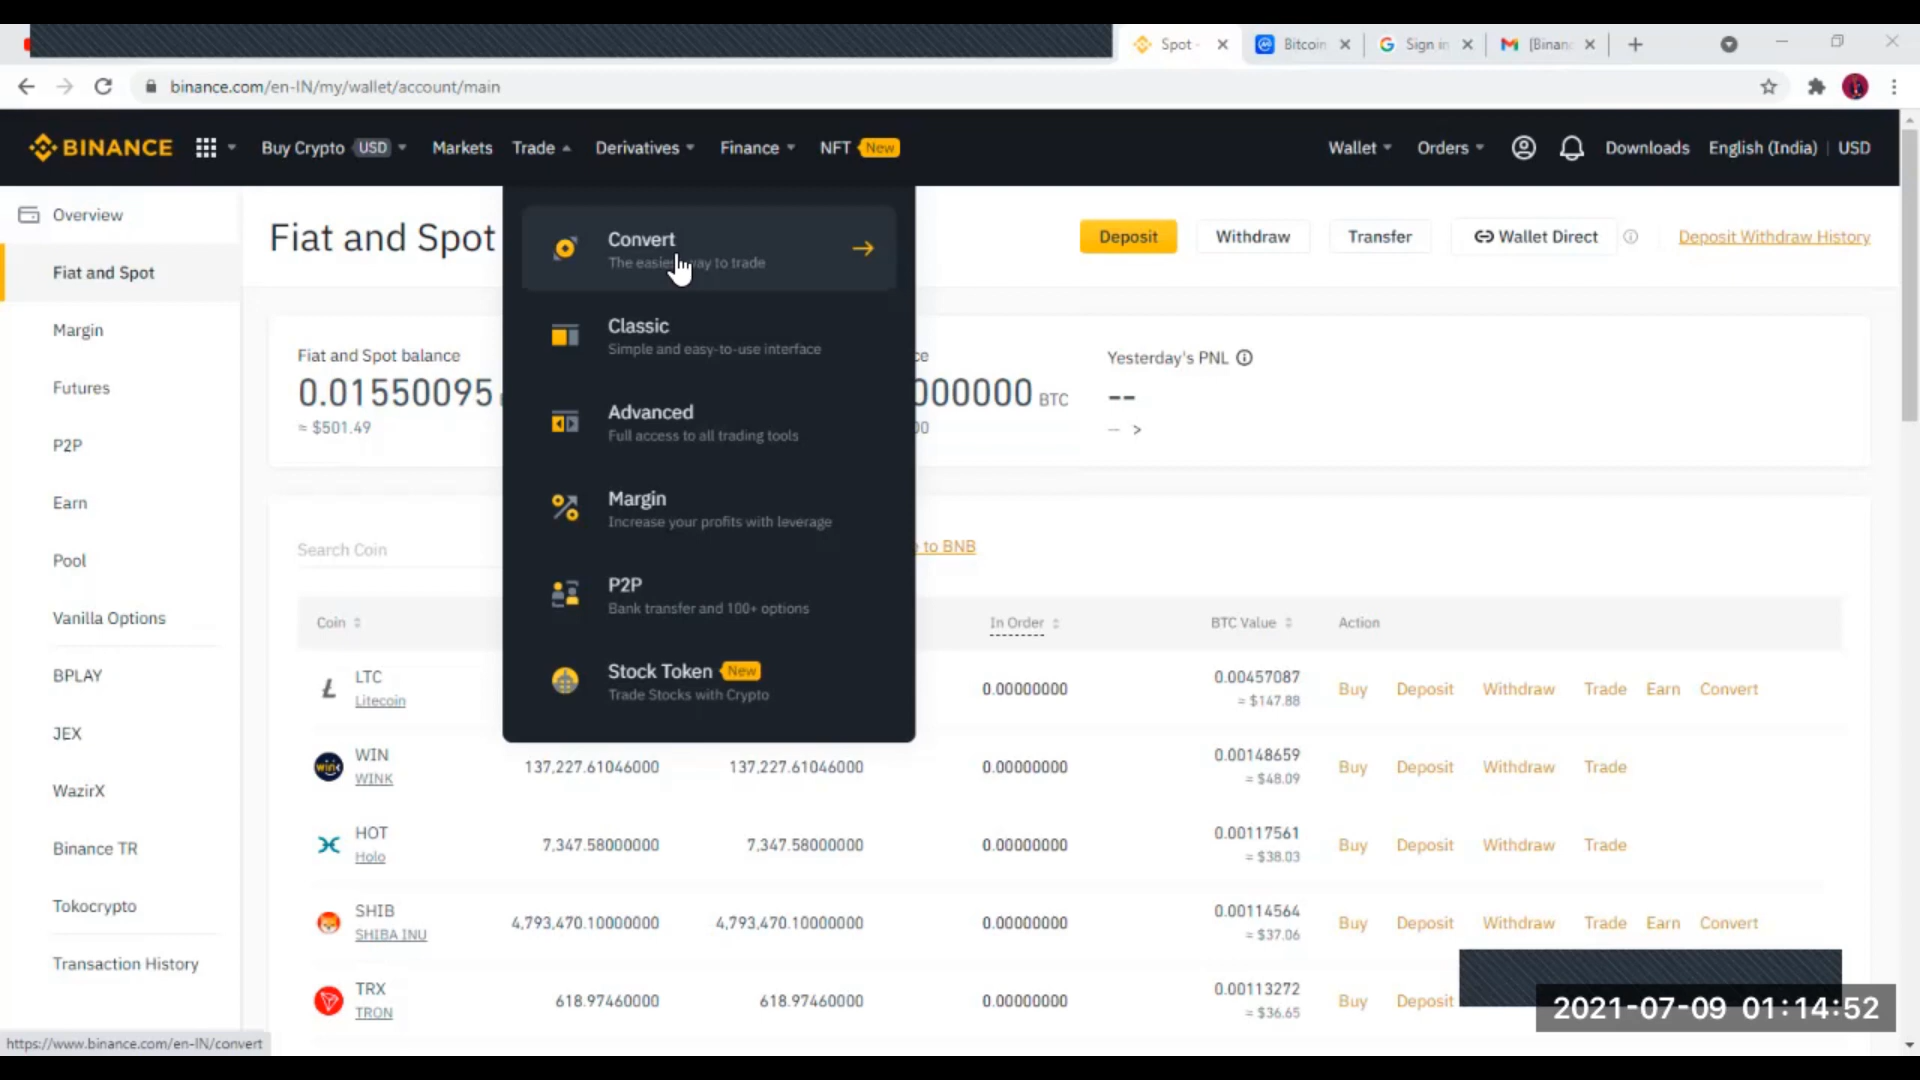 Spot -
Bitcoin
Sign in
[Binanc
binance.com/en-IN/my/wallet/account/main
BINANCE
Buy Crypto USD
Markets
Trade
Derivatives
Finance
NFT New
Wallet
Orders
Downloads
English (India)
USD
Overview
Fiat and Spot
Margin
Futures
P2P
Earn
Pool
Vanilla Options
BPLAY
JEX
WazirX
Binance TR
Tokocrypto
Transaction History
Fiat and Spot
Deposit
Withdraw
Transfer
Wallet Direct
Deposit Withdraw History
Convert
The easiest way to trade
Classic
Simple and easy-to-use interface
Advanced
Full access to all trading tools
Margin
Increase your profits with leverage
P2P
Bank transfer and 100+ options
Stock Token New
Trade Stocks with Crypto
Fiat and Spot balance
0.01550095
≈ $501.49
ce
000000 BTC
00
Yesterday's PNL
--
-- >
Search Coin
to BNB
Coin
In Order
BTC Value
Action
LTC
Litecoin
0.00000000
0.00457087
≈ $147.88
Buy Deposit Withdraw Trade Earn Convert
WIN
WINK
137,227.61046000
137,227.61046000
0.00000000
0.00148659
≈ $48.09
Buy Deposit Withdraw Trade
HOT
Holo
7,347.58000000
7,347.58000000
0.00000000
0.00117561
≈ $38.03
Buy Deposit Withdraw Trade
SHIB
SHIBA INU
4,793,470.10000000
4,793,470.10000000
0.00000000
0.00114564
≈ $37.06
Buy Deposit Withdraw Trade Earn Convert
TRX
TRON
618.97460000
618.97460000
0.00000000
0.00113272
≈ $36.65
Buy Deposit
2021-07-09 01:14:52
https://www.binance.com/en-IN/convert